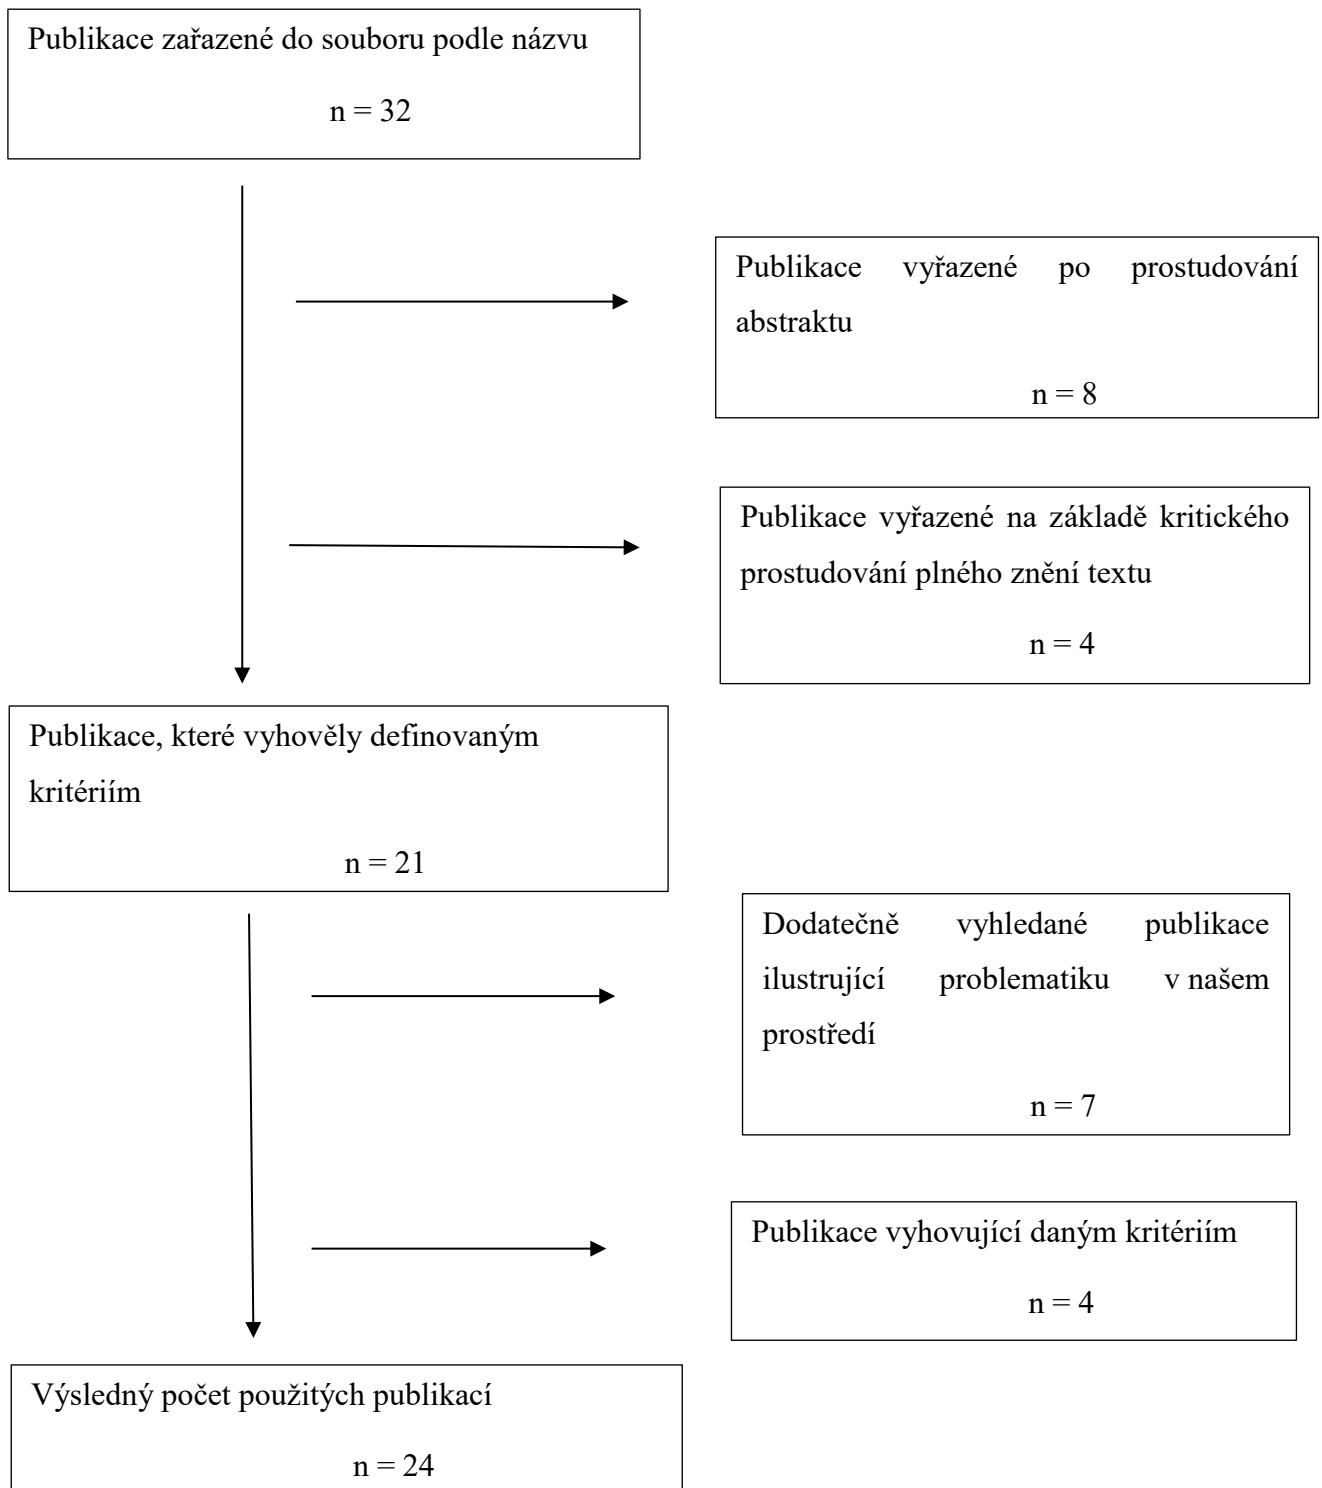 Publikace zařazené do souboru podle názvu
n = 32
Publikace vyřazené po prostudování
abstraktu
n = 8
Publikace vyřazené na základě kritického
prostudování plného znění textu
n = 4
Publikace, které vyhověly definovaným
kritériím
n = 21
Dodatečně vyhledané publikace
ilustrující problematiku v našem
prostředí
n = 7
Publikace vyhovující daným kritériím
n = 4
Výsledný počet použitých publikací
n = 24